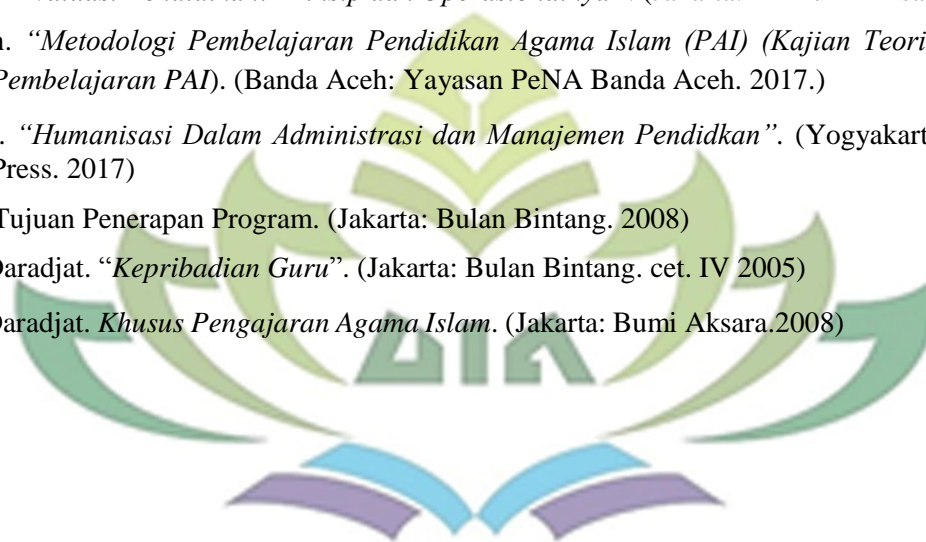 n. “Metodologi Pembelajaran Pendidikan Agama Islam (PAI) (Kajian Teori
Pembelajaran PAI). (Banda Aceh: Yayasan PeNA Banda Aceh. 2017.)
. “Humanisasi Dalam Administrasi dan Manajemen Pendidkan”. (Yogyakart
Press. 2017)
Tujuan Penerapan Program. (Jakarta: Bulan Bintang. 2008)
Daradjat. “Kepribadian Guru”. (Jakarta: Bulan Bintang. cet. IV 2005)
Daradjat. Khusus Pengajaran Agama Islam. (Jakarta: Bumi Aksara.2008)